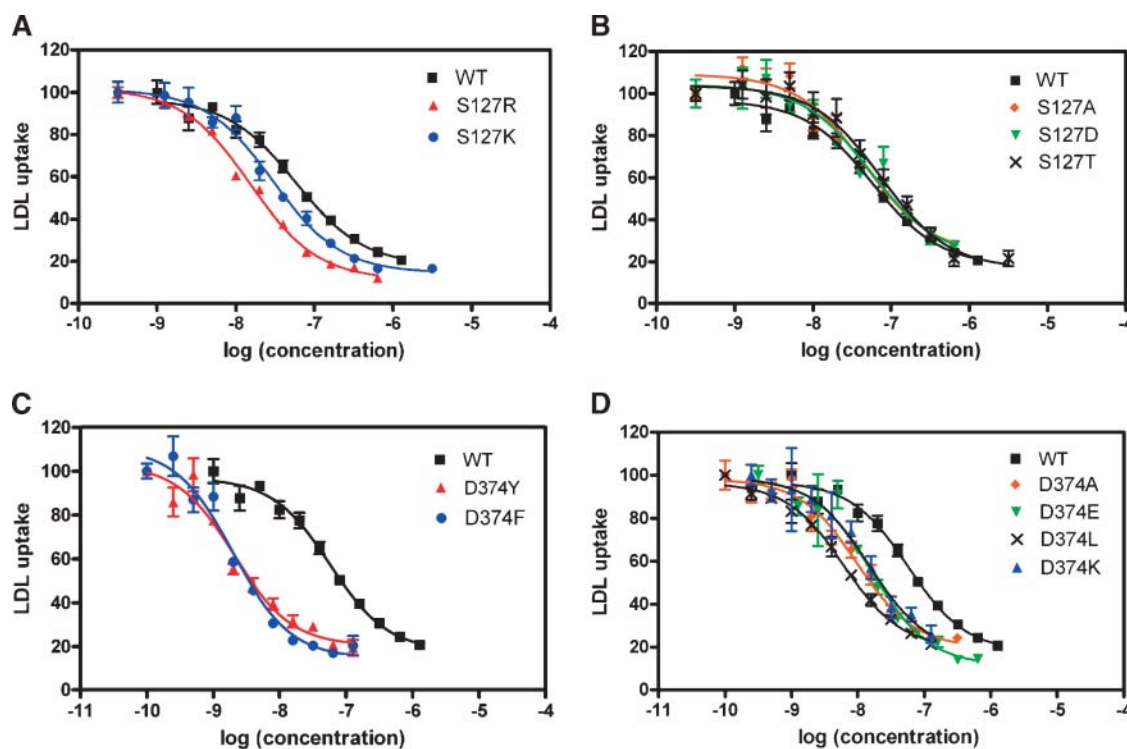 A
120
100
80
60
40
20
0
LDL uptake
WT
S127R
S127K
-10 -9 -8 -7 -6 -5 -4
log (concentration)
B
120
100
80
60
40
20
0
LDL uptake
WT
S127A
S127D
S127T
-10 -9 -8 -7 -6 -5 -4
log (concentration)
C
120
100
80
60
40
20
0
LDL uptake
WT
D374Y
D374F
-11 -10 -9 -8 -7 -6 -5 -4
log (concentration)
D
120
100
80
60
40
20
0
LDL uptake
WT
D374A
D374E
D374L
D374K
-11 -10 -9 -8 -7 -6 -5 -4
log (concentration)